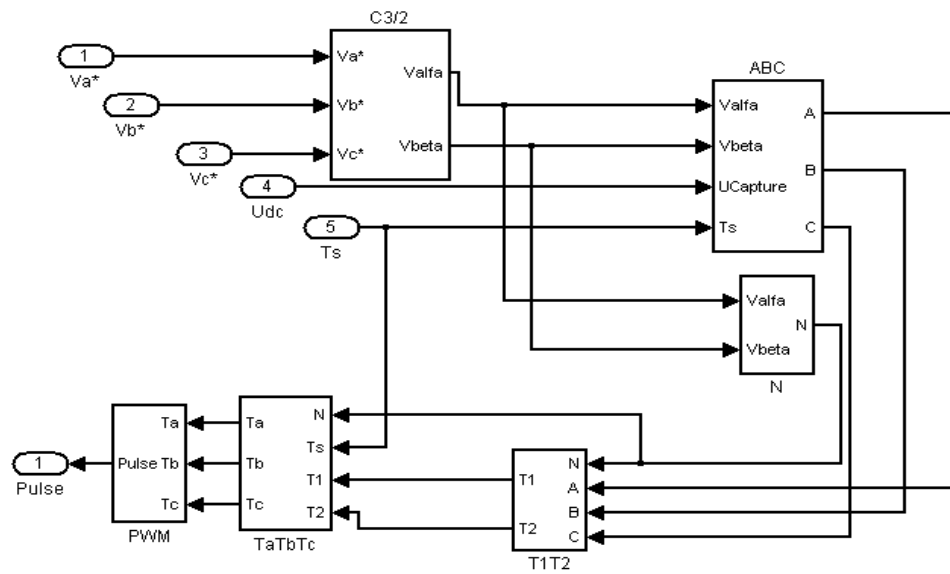 C3/2
1
Va*
2
Vb*
3
Vc*
4
Udc
5
Ts
Va*
Vb*
Vc*
Valfa
Vbeta
ABC
Valfa
Vbeta
UCapture
Ts
A
B
C
Valfa
Vbeta
N
N
1
Pulse
Pulse
Ta
Tb
Tc
PWM
Ta
Tb
Tc
N
Ts
T1
T2
TaTbTc
T1
T2
N
A
B
C
T1T2